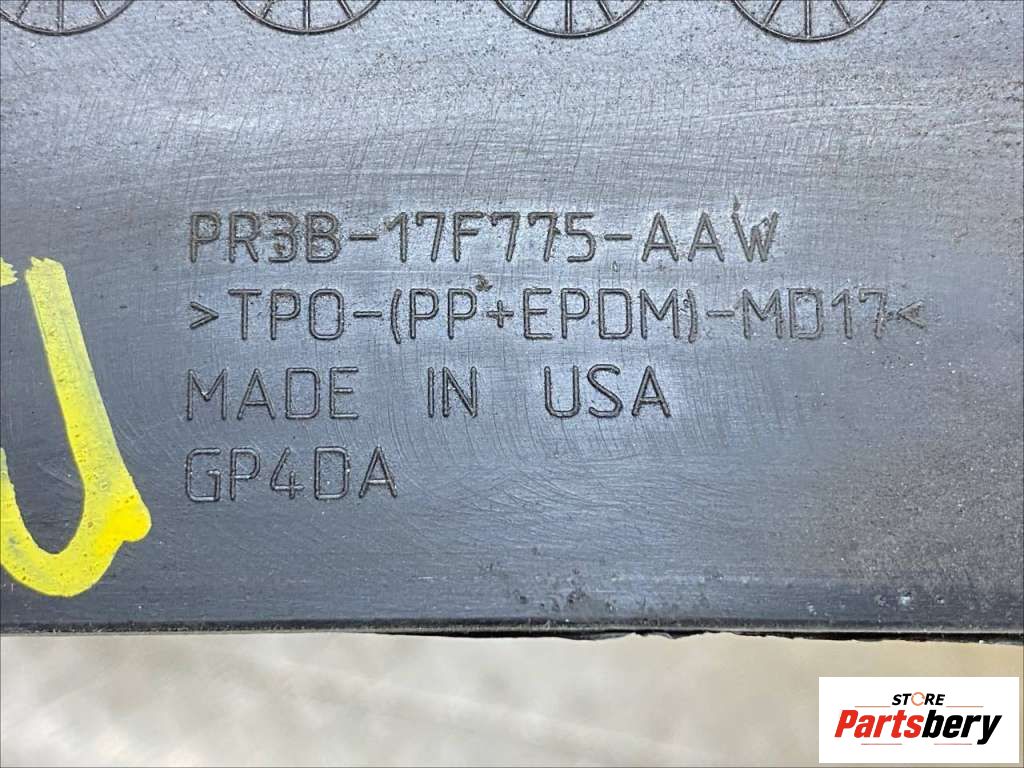 PR3B-17F775-AAW
>TPO-(PP+EPDM)-MD17<
MADE IN USA
GP4DA
STORE
Partsbery